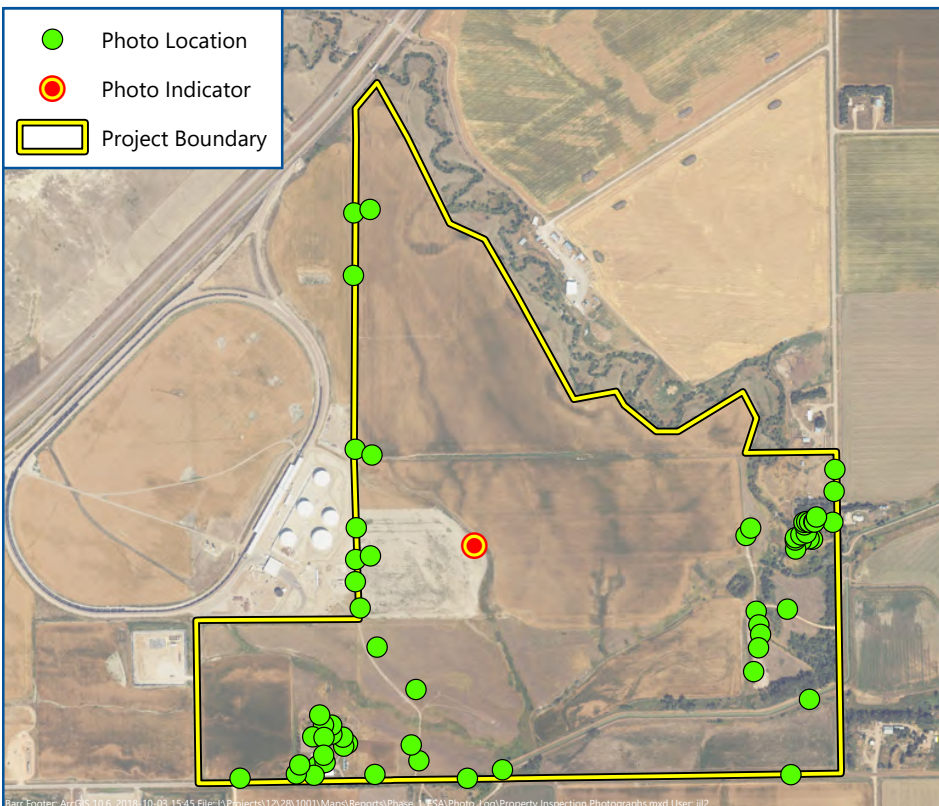 Photo Location
Photo Indicator
Project Boundary
Barr Footer: ArcGIS 10.6, 2018-10-03 15:45 File: I:\Projects\12\28\1001\Maps\Reports\Phase_1_ESA\Photo_Log\Property Inspection Photographs.mxd User: jjl2